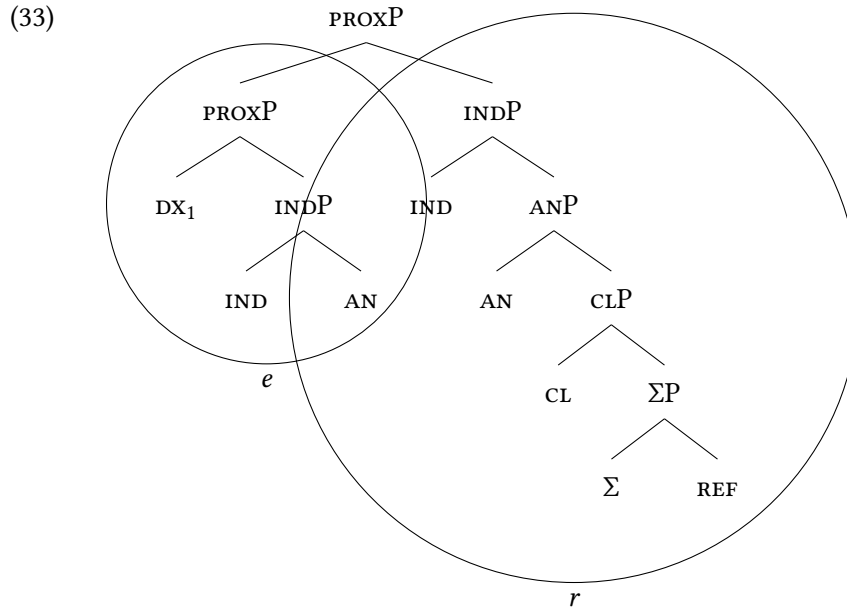 (33) PROXP
PROXP INDP
DX₁ INDP IND ANP
IND AN AN CLP
e CL ΣP
Σ REF
r